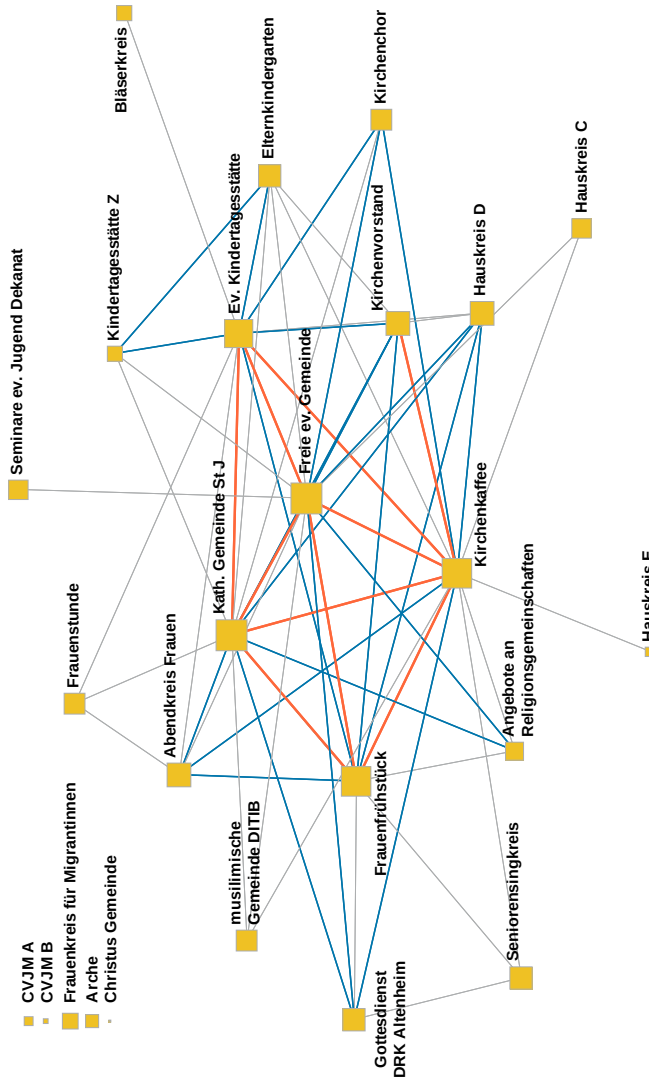 CVJM A
CVJM B
Frauenkreis für Migrantinnen
Arche
Christus Gemeinde
Seminare ev. Jugend Dekanat
Frauenstunde
Kindertagesstätte Z
Bläserkreis
Abendkreis Frauen
Kath. Gemeinde St J
Ev. Kindertagesstätte
Elternkindergarten
musilimische
Gemeinde DITIB
Freie ev. Gemeinde
Kirchenvorstand
Kirchenchor
Gottesdienst
DRK Altenheim
Frauenfrühstück
Kirchenkaffee
Hauskreis D
Seniorensingkreis
Angebote an
Religionsgemeinschaften
Hauskreis C
Hauskreis